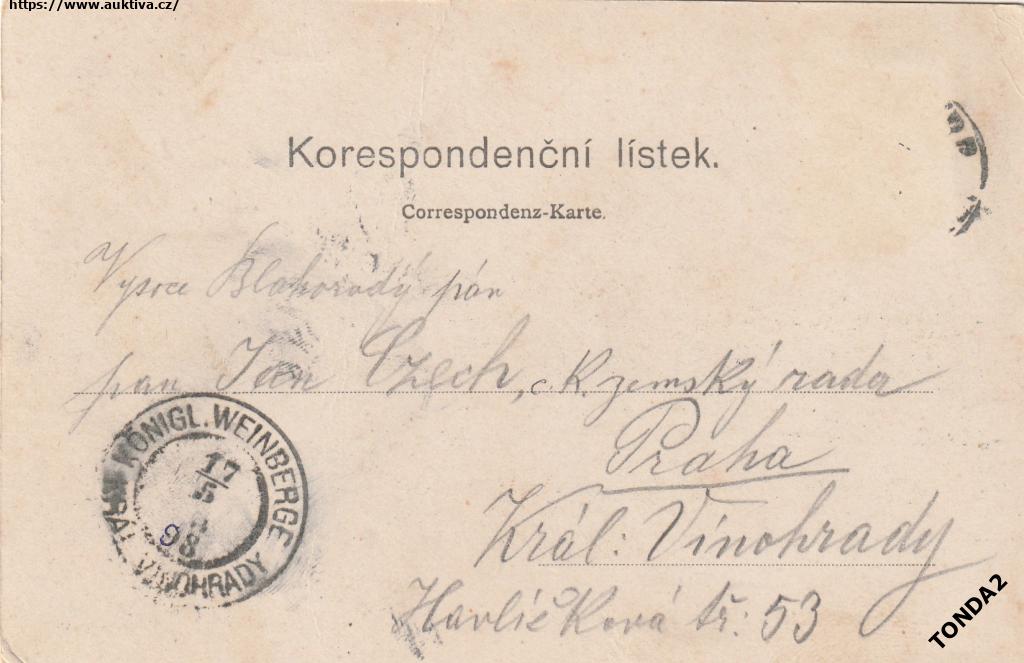 https://www.auktiva.cz/
Korespondenční lístek.
Correspondenz-Karte.
Vysoce Blahorodý pán
pan Jan Czech, c. k. zemský rada
Praha
Král: Vinohrady
Havlíčková tř: 53
KÖNIGL. WEINBERGE
17
5
98
KRÁL. VINOHRADY
TONDA2